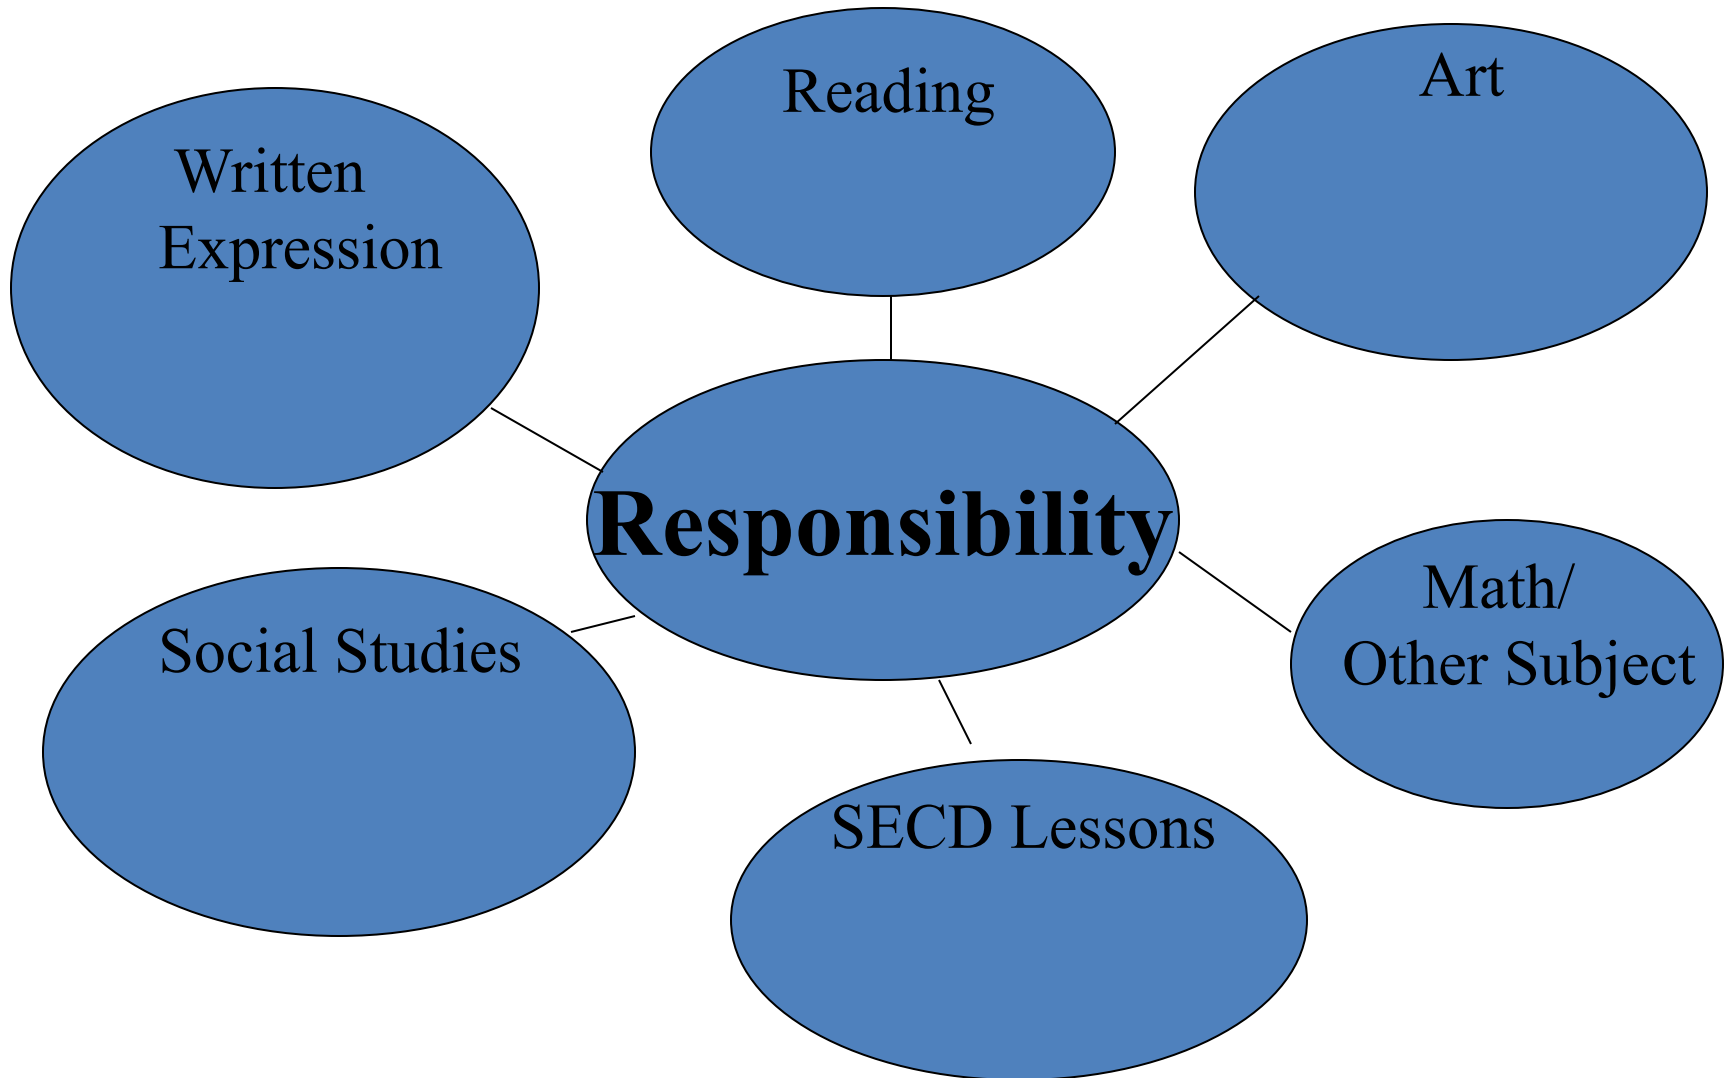 Reading
Art
Written
Expression
Responsibility
Math/
Other Subject
Social Studies
SECD Lessons